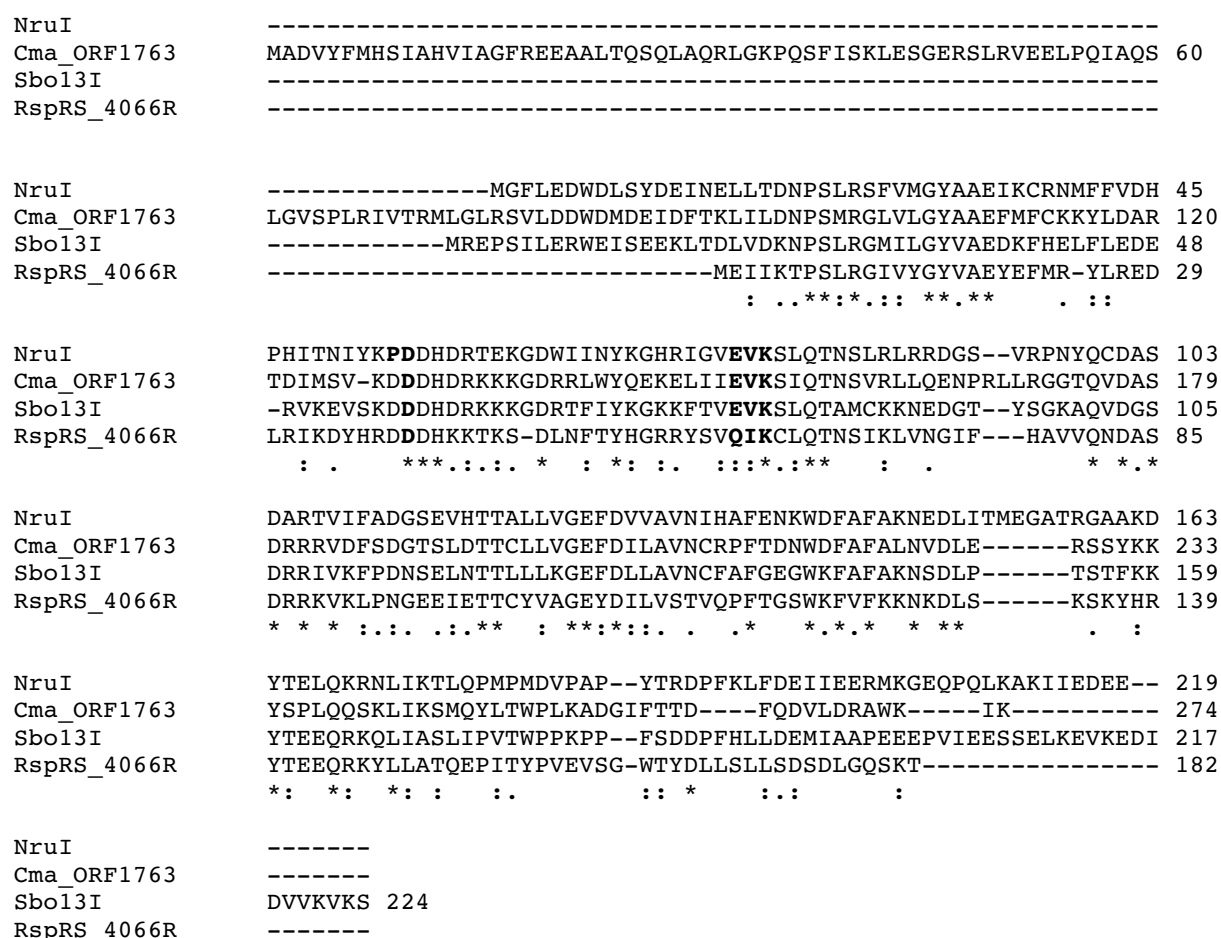 NruI ------------------------------------------------------------
Cma_ORF1763 MADVYFMHSIAHVIAGFREEAALTQSQLAQRLGKPQSFISKLESGERSLRVEELPQIAQS 60
Sbo13I ------------------------------------------------------------
RspRS_4066R ------------------------------------------------------------
NruI ---------------MGFLEDWDLSYDEINELLTDNPSLRSFVMGYAAEIKCRNMFFVDH 45
Cma_ORF1763 LGVSPLRIVTRMLGLRSVLDDWDMDEIDFTKLILDNPSMRGLVLGYAAEFMFCKKYLDAR 120
Sbo13I ------------MREPSILERWEISEEKLTDLVDKNPSLRGMILGYVAEDKFHELFLEDE 48
RspRS_4066R ------------------------------MEIIKTPSLRGIVYGYVAEYEFMR-YLRED 29
: ..**:*.:: **.** . ::
NruI PHITNIYKPDDHDRTEKGDWIINYKGHRIGVEVKSLQTNSLRLRRDGS--VRPNYQCDAS 103
Cma_ORF1763 TDIMSV-KDDDHDRKKKGDRRLWYQEKELIIEVKSIQTNSVRLLQENPRLLRGGTQVDAS 179
Sbo13I -RVKEVSKDDDHDRKKKGDRTFIYKGKKFTVEVKSLQTAMCKKNEDGT--YSGKAQVDGS 105
RspRS_4066R LRIKDYHRDDDHKKTKS-DLNFTYHGRRYSVQIKCLQTNSIKLVNGIF---HAVVQNDAS 85
: . ***.:.:. * : *: :. :::*.:** : . * *.*
NruI DARTVIFADGSEVHTTALLVGEFDVVAVNIHAFENKWDFAFAKNEDLITMEGATRGAAKD 163
Cma_ORF1763 DRRRVDFSDGTSLDTTCLLVGEFDILAVNCRPFTDNWDFAFALNVDLE------RSSYKK 233
Sbo13I DRRIVKFPDNSELNTTLLLKGEFDLLAVNCFAFGEGWKFAFAKNSDLP------TSTFKK 159
RspRS_4066R DRRKVKLPNGEEIETTCYVAGEYDILVSTVQPFTGSWKFVFKKNKDLS------KSKYHR 139
* * * :.:. .:.** : **:*::. . .* *.*.* * ** . :
NruI YTELQKRNLIKTLQPMPMDVPAP--YTRDPFKLFDEIIEERMKGEQPQLKAKIIEDEE-- 219
Cma_ORF1763 YSPLQQSKLIKSMQYLTWPLKADGIFTTD----FQDVLDRAWK-----IK---------- 274
Sbo13I YTEEQRKQLIASLIPVTWPPKPP--FSDDPFHLLDEMIAAPEEEPVIEESSELKEVKEDI 217
RspRS_4066R YTEEQRKYLLATQEPITYPVEVSG-WTYDLLSLLSDSDLGQSKT---------------- 182
*: *: *: : :. :: * :.: :
NruI -------
Cma_ORF1763 -------
Sbo13I DVVKVKS 224
RspRS_4066R -------